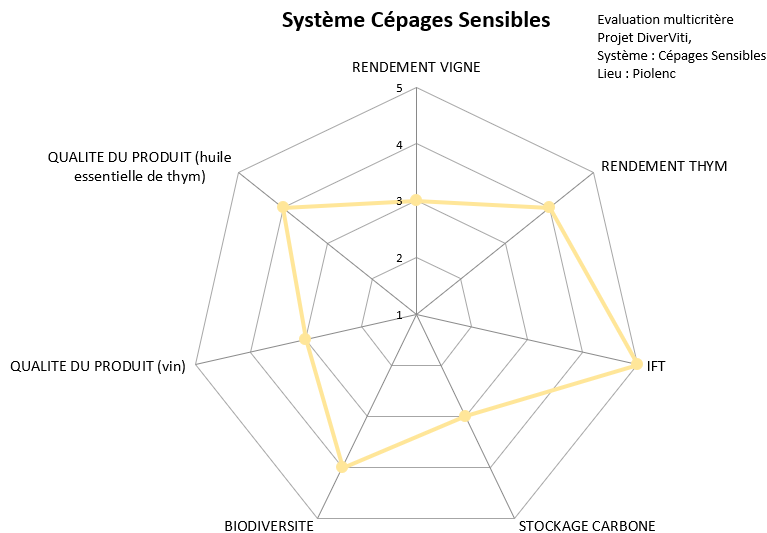 Système Cépages Sensibles
Evaluation multicritère
Projet DiverViti,
Système : Cépages Sensibles
Lieu : Piolenc
RENDEMENT VIGNE
5
4
3
2
1
QUALITE DU PRODUIT (huile
essentielle de thym)
RENDEMENT THYM
QUALITE DU PRODUIT (vin)
IFT
BIODIVERSITE
STOCKAGE CARBONE